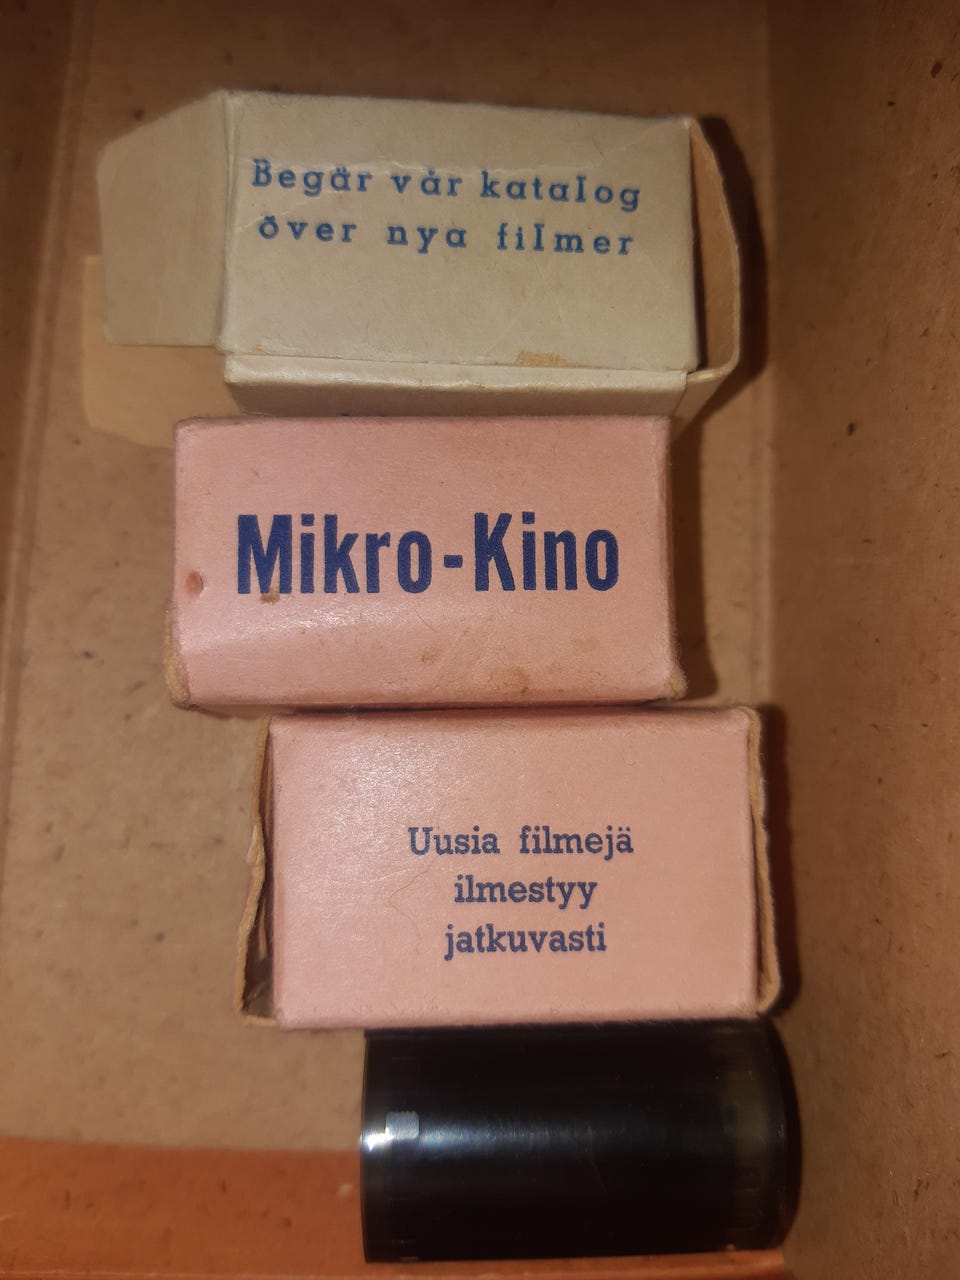 Begär vår katalog
över nya filmer
Mikro-Kino
Uusia filmejä
ilmestyy
jatkuvasti